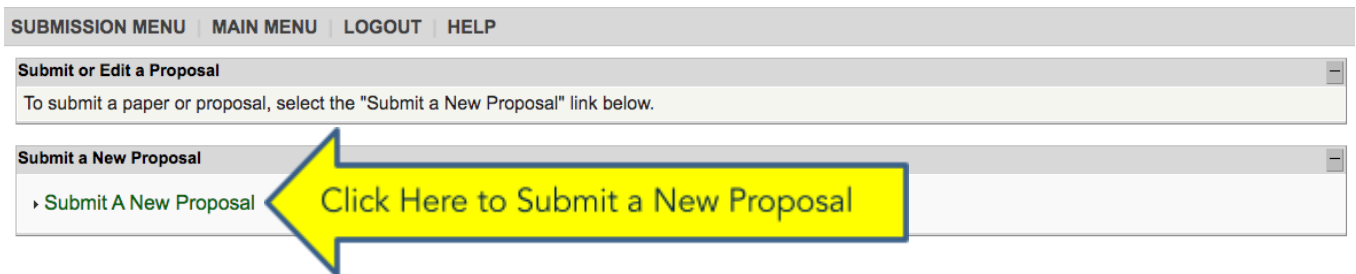 SUBMISSION MENU | MAIN MENU | LOGOUT | HELP
Submit or Edit a Proposal
To submit a paper or proposal, select the "Submit a New Proposal" link below.
Submit a New Proposal
Submit A New Proposal
Click Here to Submit a New Proposal